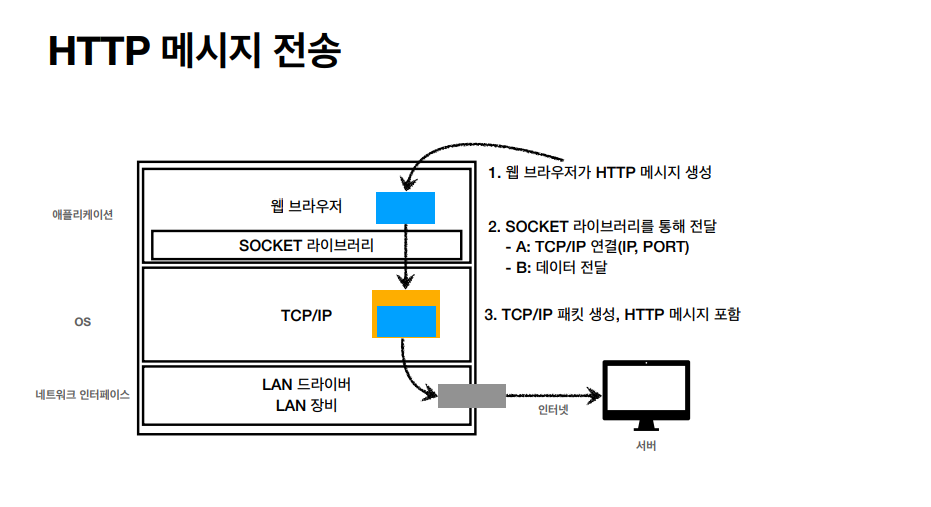 HTTP 메시지 전송
1. 웹 브라우저가 HTTP 메시지 생성
애플리케이션
웹 브라우저
SOCKET 라이브러리
2. SOCKET 라이브러리를 통해 전달
- A: TCP/IP 연결(IP, PORT)
- B: 데이터 전달
OS
TCP/IP
3. TCP/IP 패킷 생성, HTTP 메시지 포함
네트워크 인터페이스
LAN 드라이버
LAN 장비
인터넷
서버